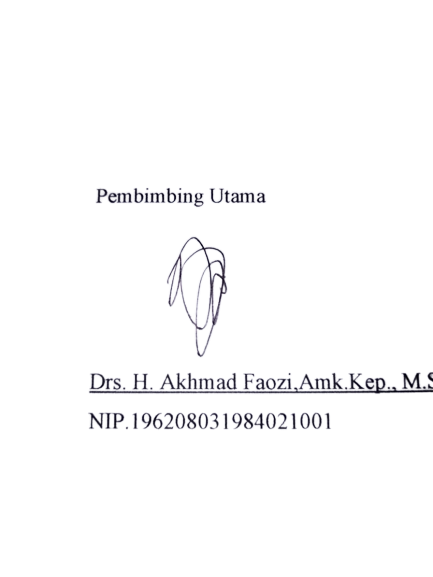 Pembimbing Utama
Drs. H. Akhmad Faozi,Amk.Kep., M.S
NIP.196208031984021001